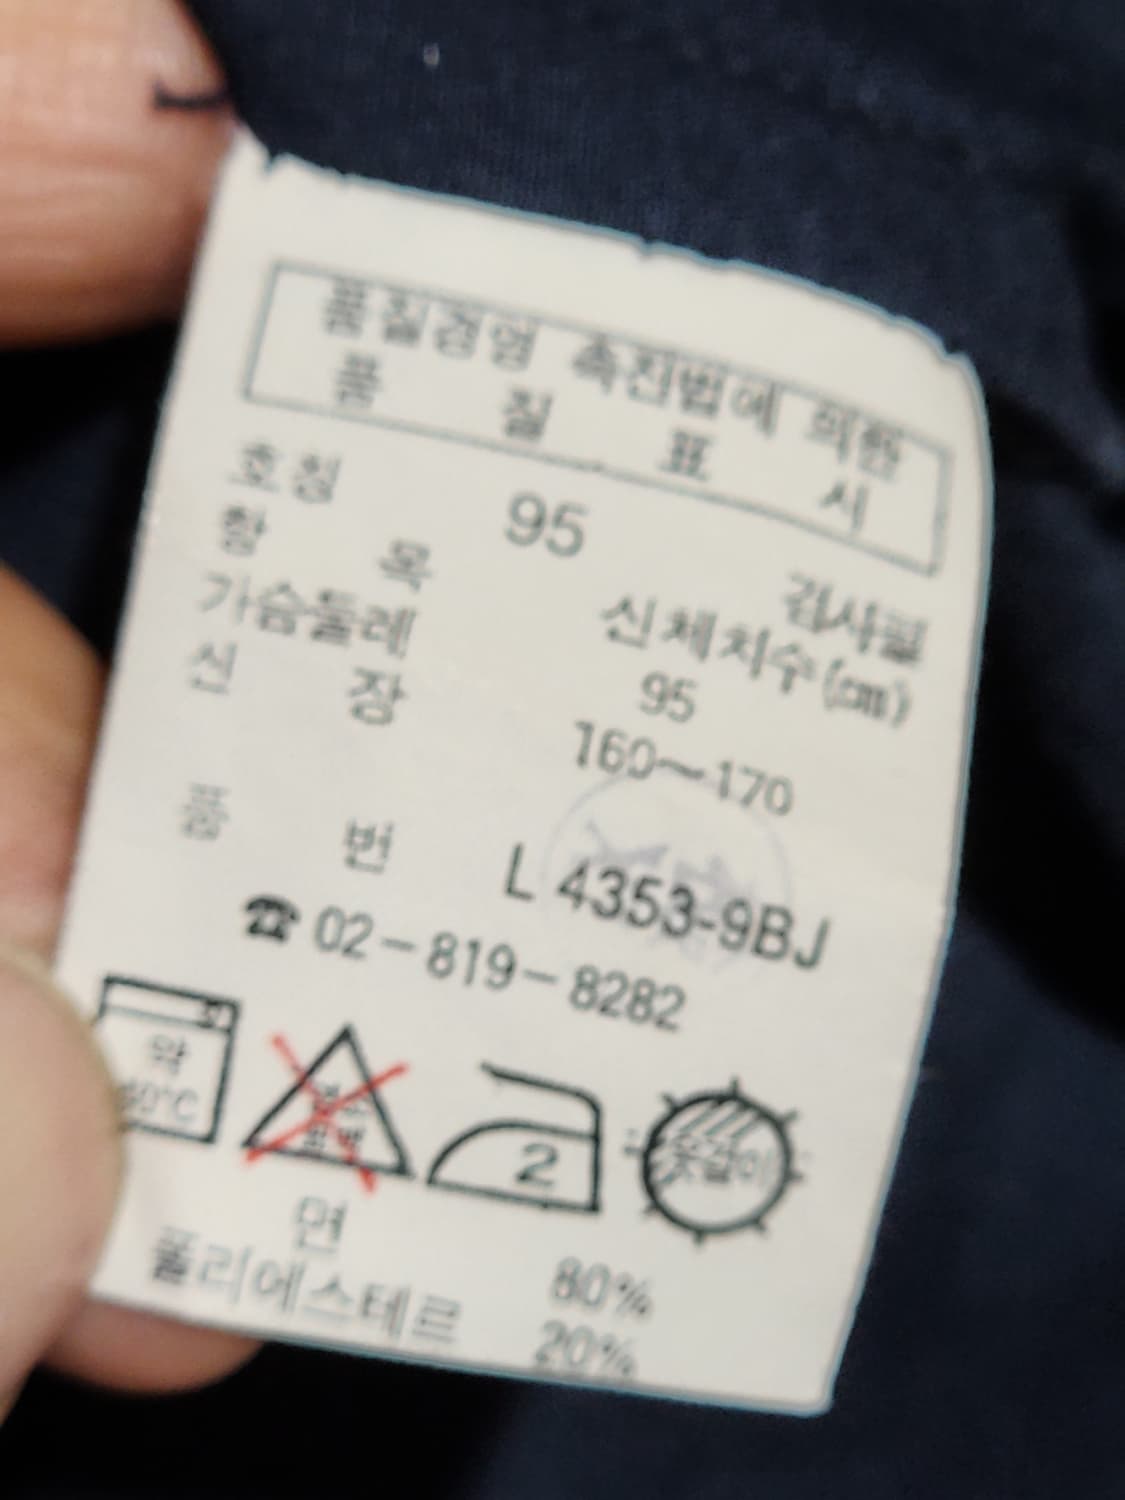 품질경영 촉진법에 의한
품 질 표 시
호칭 95 검사필
항 목 신체치수(㎝)
가슴둘레 95
신 장 160~170
품 번 L 4353-9BJ
☎ 02-819-8282
약
2
옷걸이
면 80%
폴리에스테르 20%